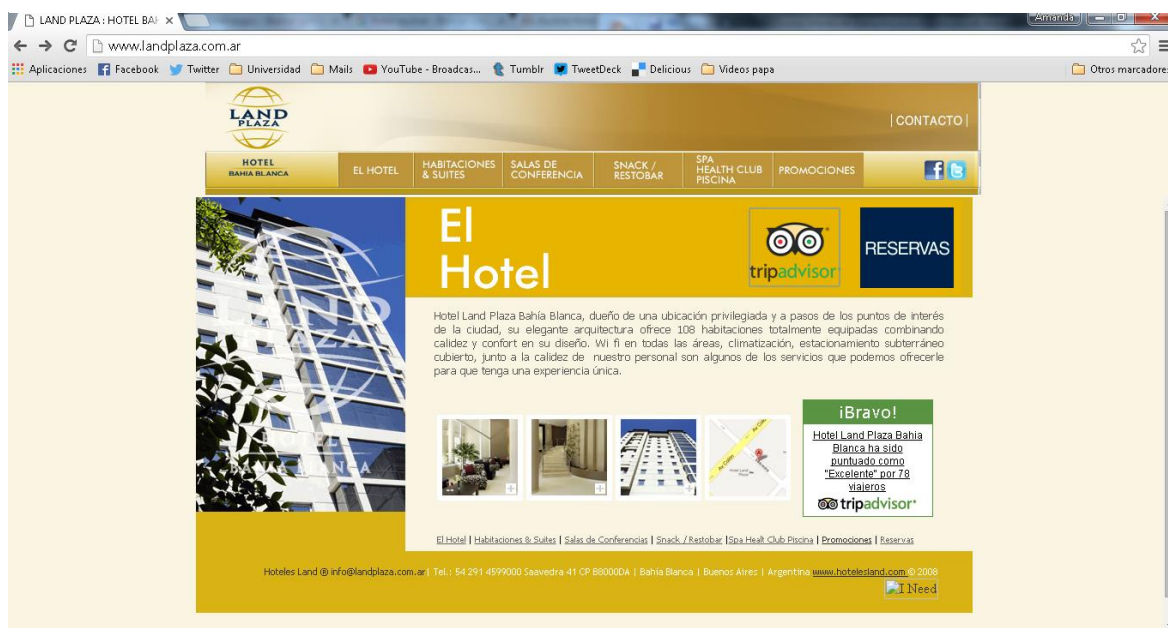 LAND PLAZA : HOTEL BAH
Amanda
www.landplaza.com.ar
Aplicaciones Facebook Twitter Universidad Mails YouTube - Broadcas... Tumblr TweetDeck Delicious Videos papa Otros marcadores
LAND
PLAZA
| CONTACTO |
HOTEL
BAHIA BLANCA
EL HOTEL
HABITACIONES
& SUITES
SALAS DE
CONFERENCIA
SNACK /
RESTOBAR
SPA
HEALTH CLUB
PISCINA
PROMOCIONES
El
Hotel
tripadvisor
RESERVAS
LAND
PLAZA
HOTEL
BAHIA BLANCA
Hotel Land Plaza Bahía Blanca, dueño de una ubicación privilegiada y a pasos de los puntos de interés
de la ciudad, su elegante arquitectura ofrece 108 habitaciones totalmente equipadas combinando
calidez y confort en su diseño. Wi fi en todas las áreas, climatización, estacionamiento subterráneo
cubierto, junto a la calidez de nuestro personal son algunos de los servicios que podemos ofrecerle
para que tenga una experiencia única.
¡Bravo!
Hotel Land Plaza Bahia
Blanca ha sido
puntuado como
"Excelente" por 78
viajeros
tripadvisor
El Hotel | Habitaciones & Suites | Salas de Conferencias | Snack / Restobar |Spa Healt Club Piscina | Promociones | Reservas
Hoteles Land @ info@landplaza.com.ar | Tel.: 54 291 4599000 Saavedra 41 CP B8000DA | Bahia Blanca | Buenos Aires | Argentina www.hotelesland.com © 2008
I Need